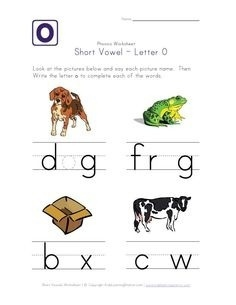 o
Name
Phonics Worksheet
Short Vowel - Letter O
Look at the pictures below and say each picture name. Then
Write the letter o to complete each of the words.
dog fr g
b x c w